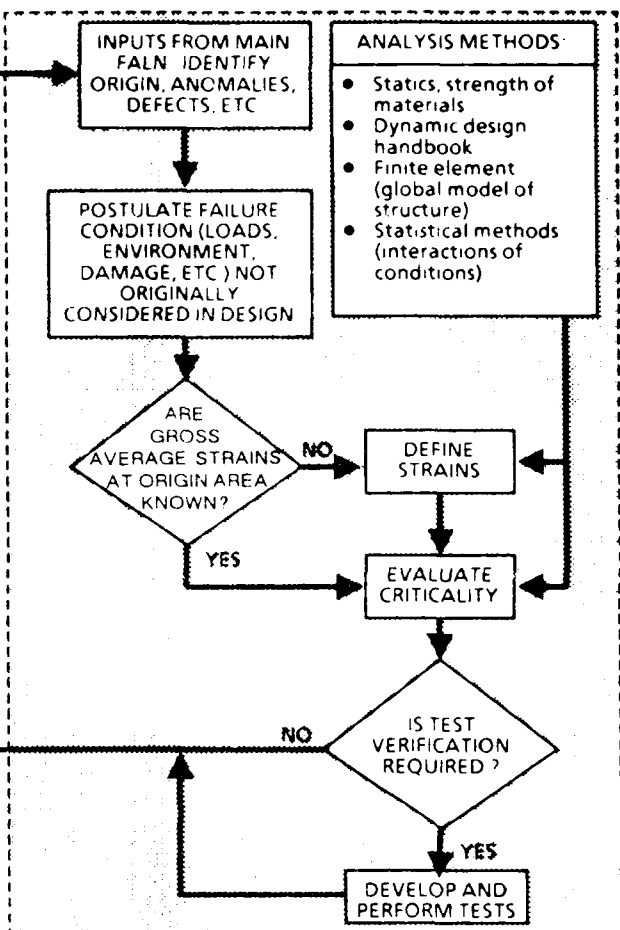 INPUTS FROM MAIN
FALN IDENTIFY
ORIGIN, ANOMALIES,
DEFECTS, ETC
POSTULATE FAILURE
CONDITION (LOADS,
ENVIRONMENT,
DAMAGE, ETC ) NOT
ORIGINALLY
CONSIDERED IN DESIGN
ANALYSIS METHODS
● Statics, strength of
materials
● Dynamic design
handbook
● Finite element
(global model of
structure)
● Statistical methods
(interactions of
conditions)
ARE
GROSS
AVERAGE STRAINS
AT ORIGIN AREA
KNOWN?
NO
DEFINE
STRAINS
YES
EVALUATE
CRITICALITY
NO
IS TEST
VERIFICATION
REQUIRED ?
YES
DEVELOP AND
PERFORM TESTS